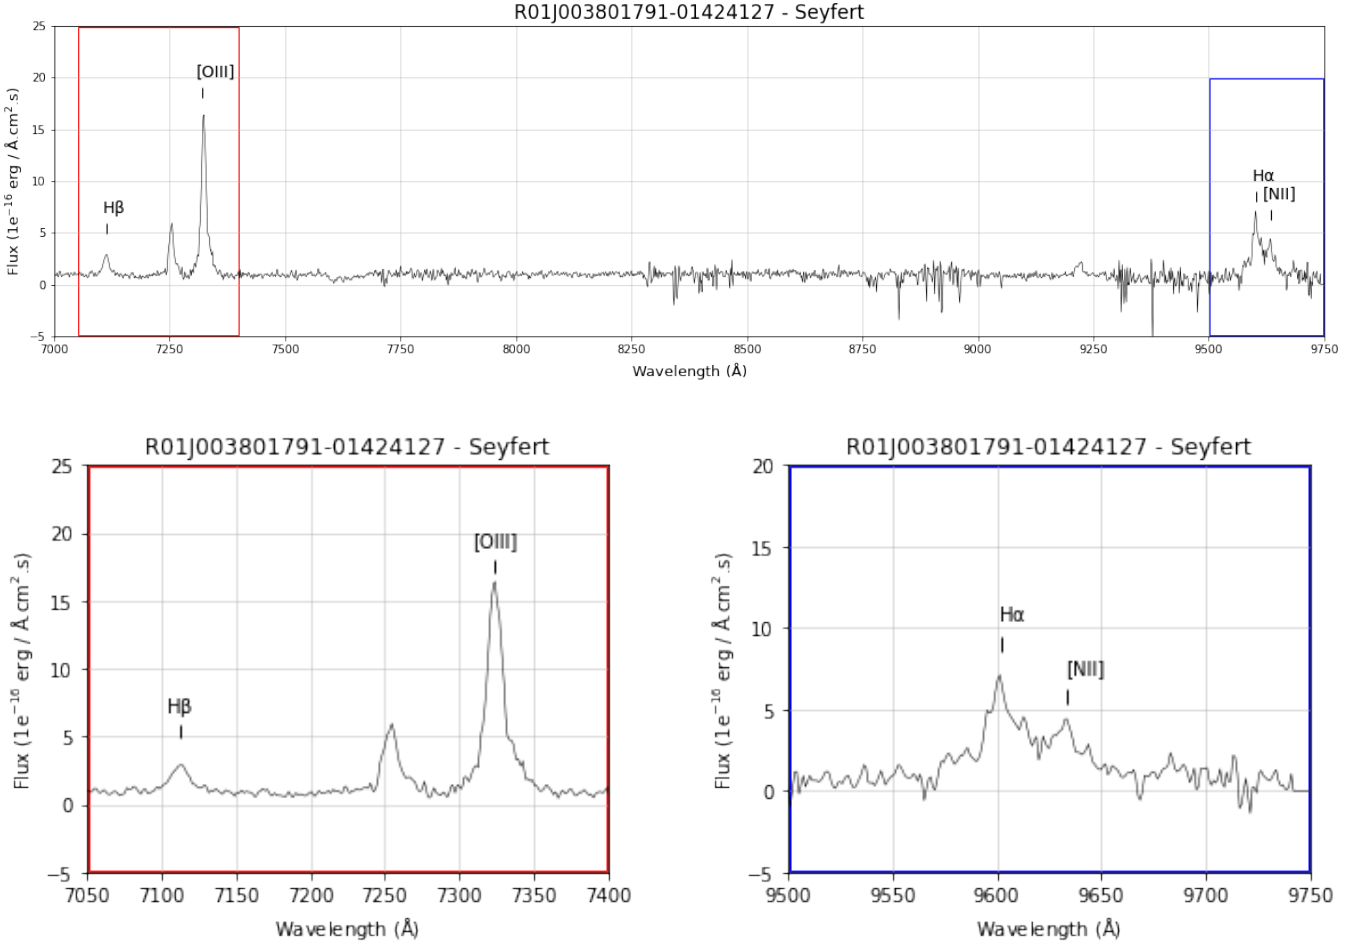 R01J003801791-01424127 - Seyfert
25
20
15
10
5
0
−5
Flux (1e⁻¹⁶ erg / Å.cm².s)
[OIII]
Hβ
Hα
[NII]
7000 7250 7500 7750 8000 8250 8500 8750 9000 9250 9500 9750
Wavelength (Å)
R01J003801791-01424127 - Seyfert
25
20
15
10
5
0
−5
Flux (1e⁻¹⁶ erg / Å.cm².s)
[OIII]
Hβ
7050 7100 7150 7200 7250 7300 7350 7400
Wavelength (Å)
R01J003801791-01424127 - Seyfert
20
15
10
5
0
−5
Flux (1e⁻¹⁶ erg / Å.cm².s)
Hα
[NII]
9500 9550 9600 9650 9700 9750
Wavelength (Å)